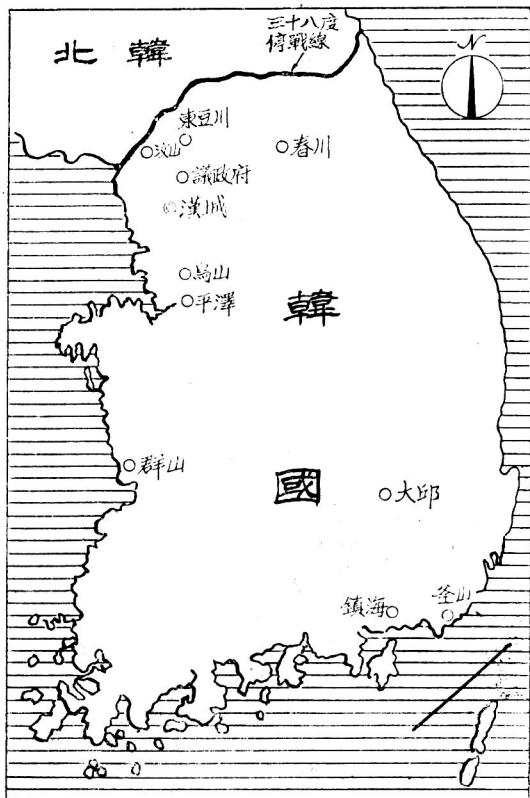 三十八度
停戰線
N
北韓
東豆川
汶山
春川
議政府
漢城
烏山
平澤
韓
群山
國
大邱
鎮海
釜山